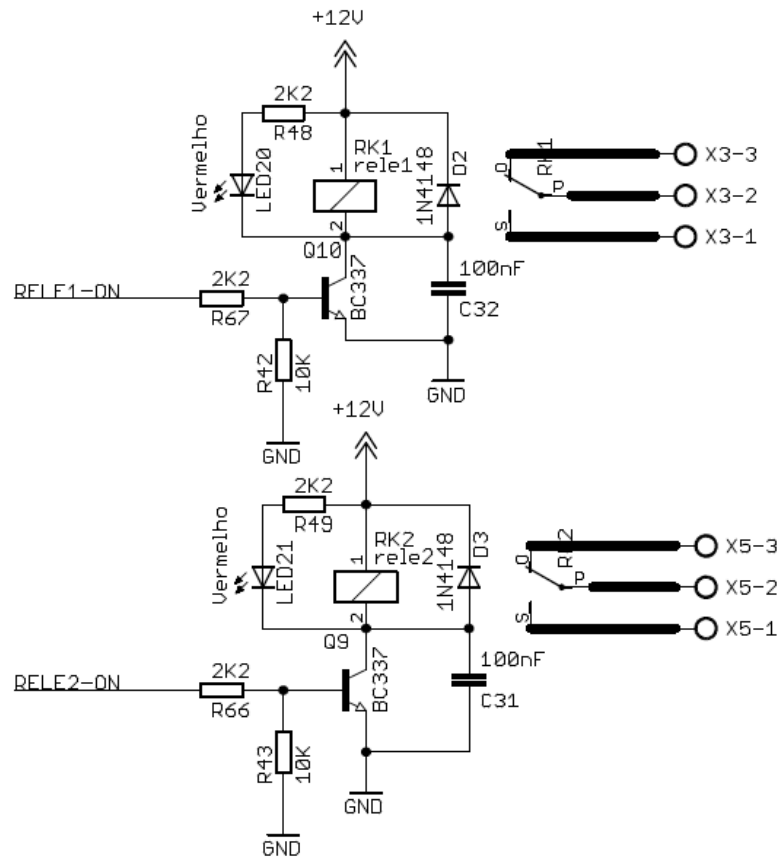 +12V
2K2
R48
Vermelho
LED20
1
RK1
rele1
2
1N4148
D2
RK1
O
P
S
X3-3
X3-2
X3-1
Q10
BC337
100nF
C32
RELE1-ON
2K2
R67
R42
10K
GND
GND
+12V
2K2
R49
Vermelho
LED21
1
RK2
rele2
2
1N4148
D3
O
P
S
X5-3
X5-2
X5-1
Q9
BC337
100nF
C31
RELE2-ON
2K2
R66
R43
10K
GND
GND